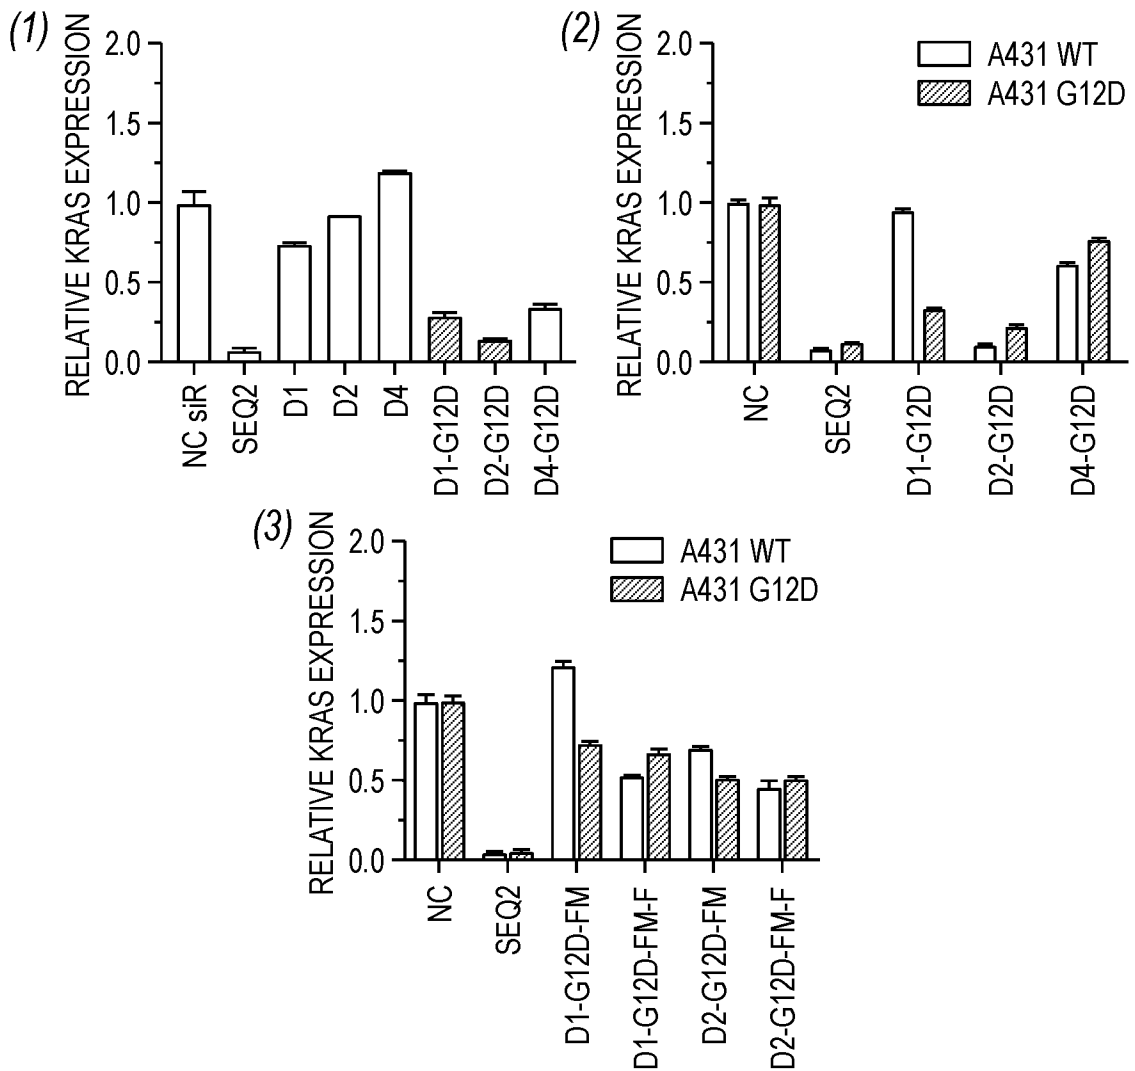 (1)
RELATIVE KRAS EXPRESSION
2.0
1.5
1.0
0.5
0.0
NC siR
SEQ2
D1
D2
D4
D1-G12D
D2-G12D
D4-G12D
(2)
RELATIVE KRAS EXPRESSION
2.0
1.5
1.0
0.5
0.0
A431 WT
A431 G12D
NC
SEQ2
D1-G12D
D2-G12D
D4-G12D
(3)
RELATIVE KRAS EXPRESSION
2.0
1.5
1.0
0.5
0.0
A431 WT
A431 G12D
NC
SEQ2
D1-G12D-FM
D1-G12D-FM-F
D2-G12D-FM
D2-G12D-FM-F